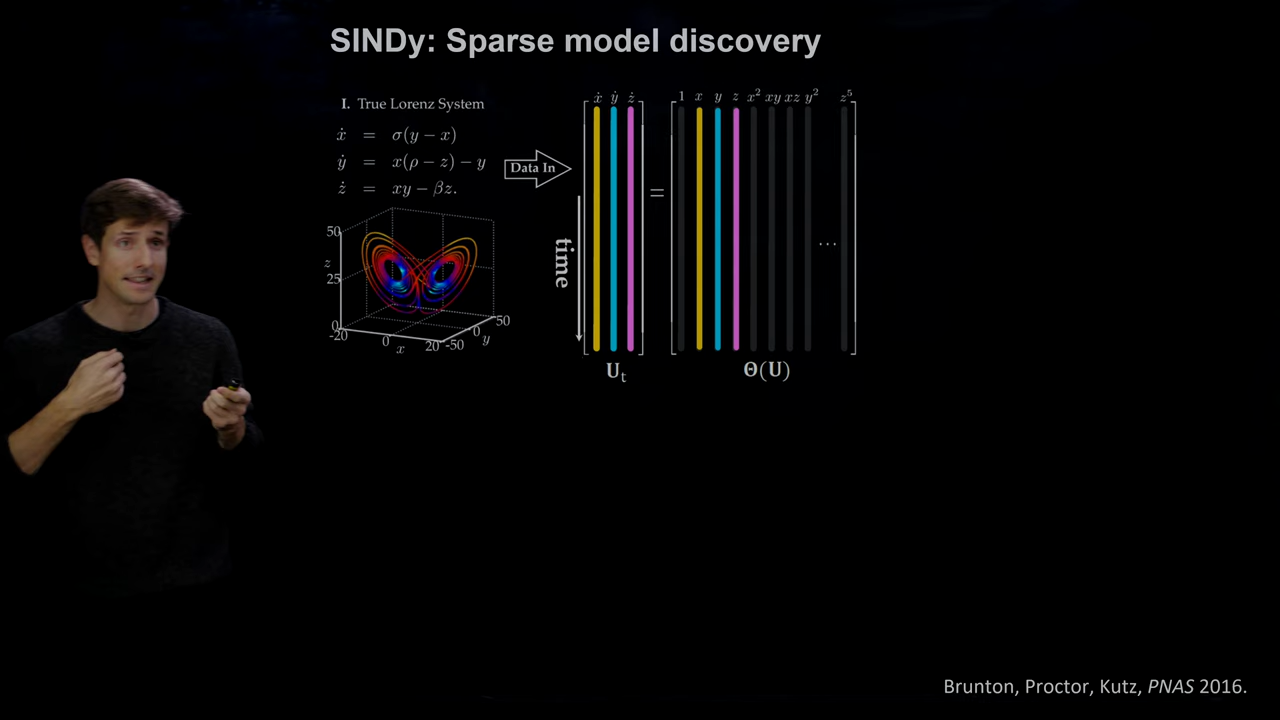 SINDy: Sparse model discovery
I. True Lorenz System
ẋ = σ(y − x)
ẏ = x(ρ − z) − y
ż = xy − βz.
Data In
50
25
0
z
-20
0
20
x
-50
0
50
y
time
ẋ ẏ ż
=
1 x y z x² xy xz y² z⁵
...
U_t
Θ(U)
Brunton, Proctor, Kutz, PNAS 2016.